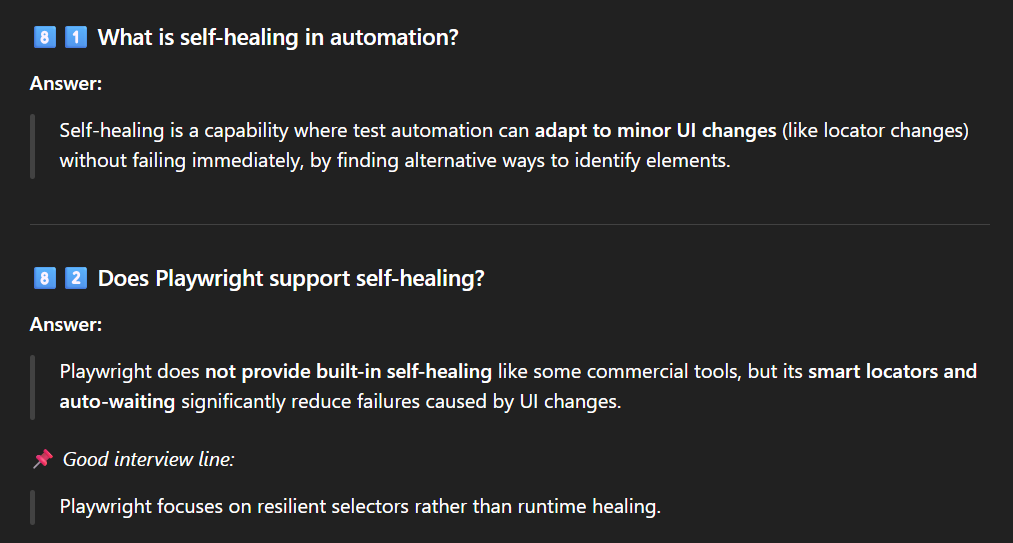 8️⃣ 1️⃣ What is self-healing in automation?
Answer:
Self-healing is a capability where test automation can adapt to minor UI changes (like locator changes)
without failing immediately, by finding alternative ways to identify elements.
8️⃣ 2️⃣ Does Playwright support self-healing?
Answer:
Playwright does not provide built-in self-healing like some commercial tools, but its smart locators and
auto-waiting significantly reduce failures caused by UI changes.
📌 Good interview line:
Playwright focuses on resilient selectors rather than runtime healing.